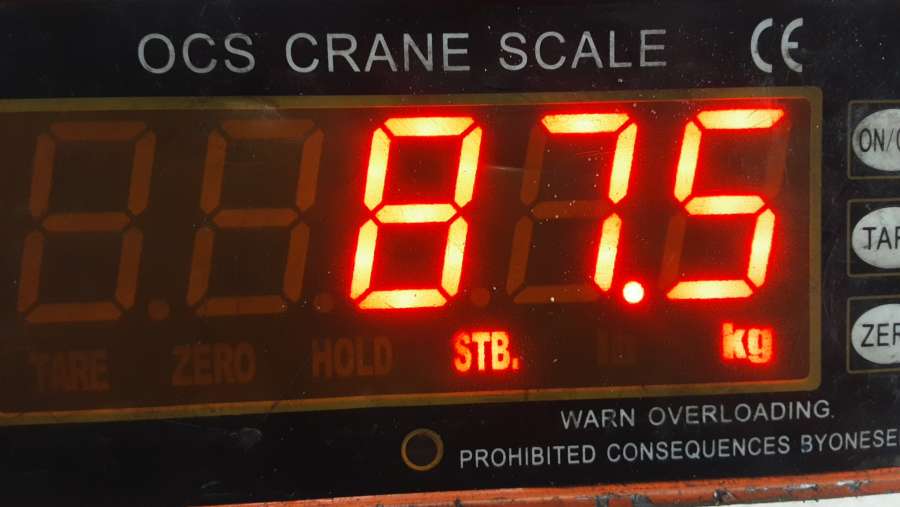 OCS CRANE SCALE CE
87.5
TARE ZERO HOLD STB. kg
ON/
TAR
ZER
WARN OVERLOADING.
PROHIBITED CONSEQUENCES BYONESE